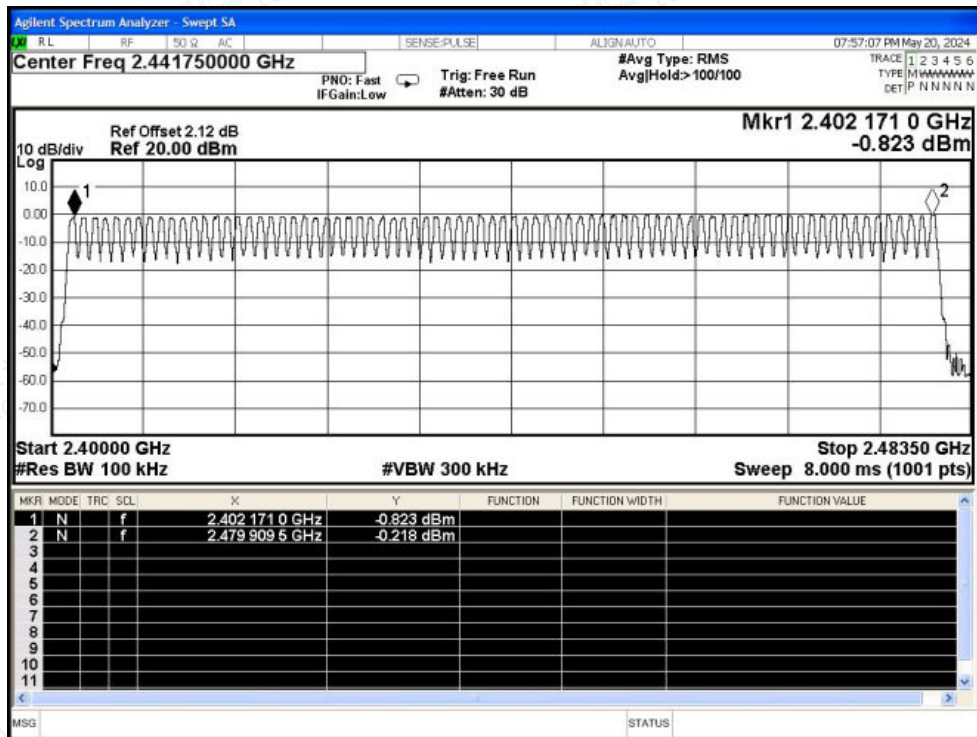 Agilent Spectrum Analyzer - Swept SA
LXI RL RF 50 Ω AC SENSE:PULSE ALIGNAUTO 07:57:07 PM May 20, 2024
Center Freq 2.441750000 GHz
PNO: Fast
IFGain:Low
Trig: Free Run
#Atten: 30 dB
#Avg Type: RMS
Avg|Hold:>100/100
TRACE 1 2 3 4 5 6
TYPE M WWWWW
DET P N N N N N
Ref Offset 2.12 dB
10 dB/div Ref 20.00 dBm
Log
Mkr1 2.402 171 0 GHz
-0.823 dBm
10.0
0.00
-10.0
-20.0
-30.0
-40.0
-50.0
-60.0
-70.0
1
2
Start 2.40000 GHz Stop 2.48350 GHz
#Res BW 100 kHz #VBW 300 kHz Sweep 8.000 ms (1001 pts)
MKR MODE TRC SCL X Y FUNCTION FUNCTION WIDTH FUNCTION VALUE
1 N f 2.402 171 0 GHz -0.823 dBm
2 N f 2.479 909 5 GHz -0.218 dBm
3
4
5
6
7
8
9
10
11
MSG STATUS